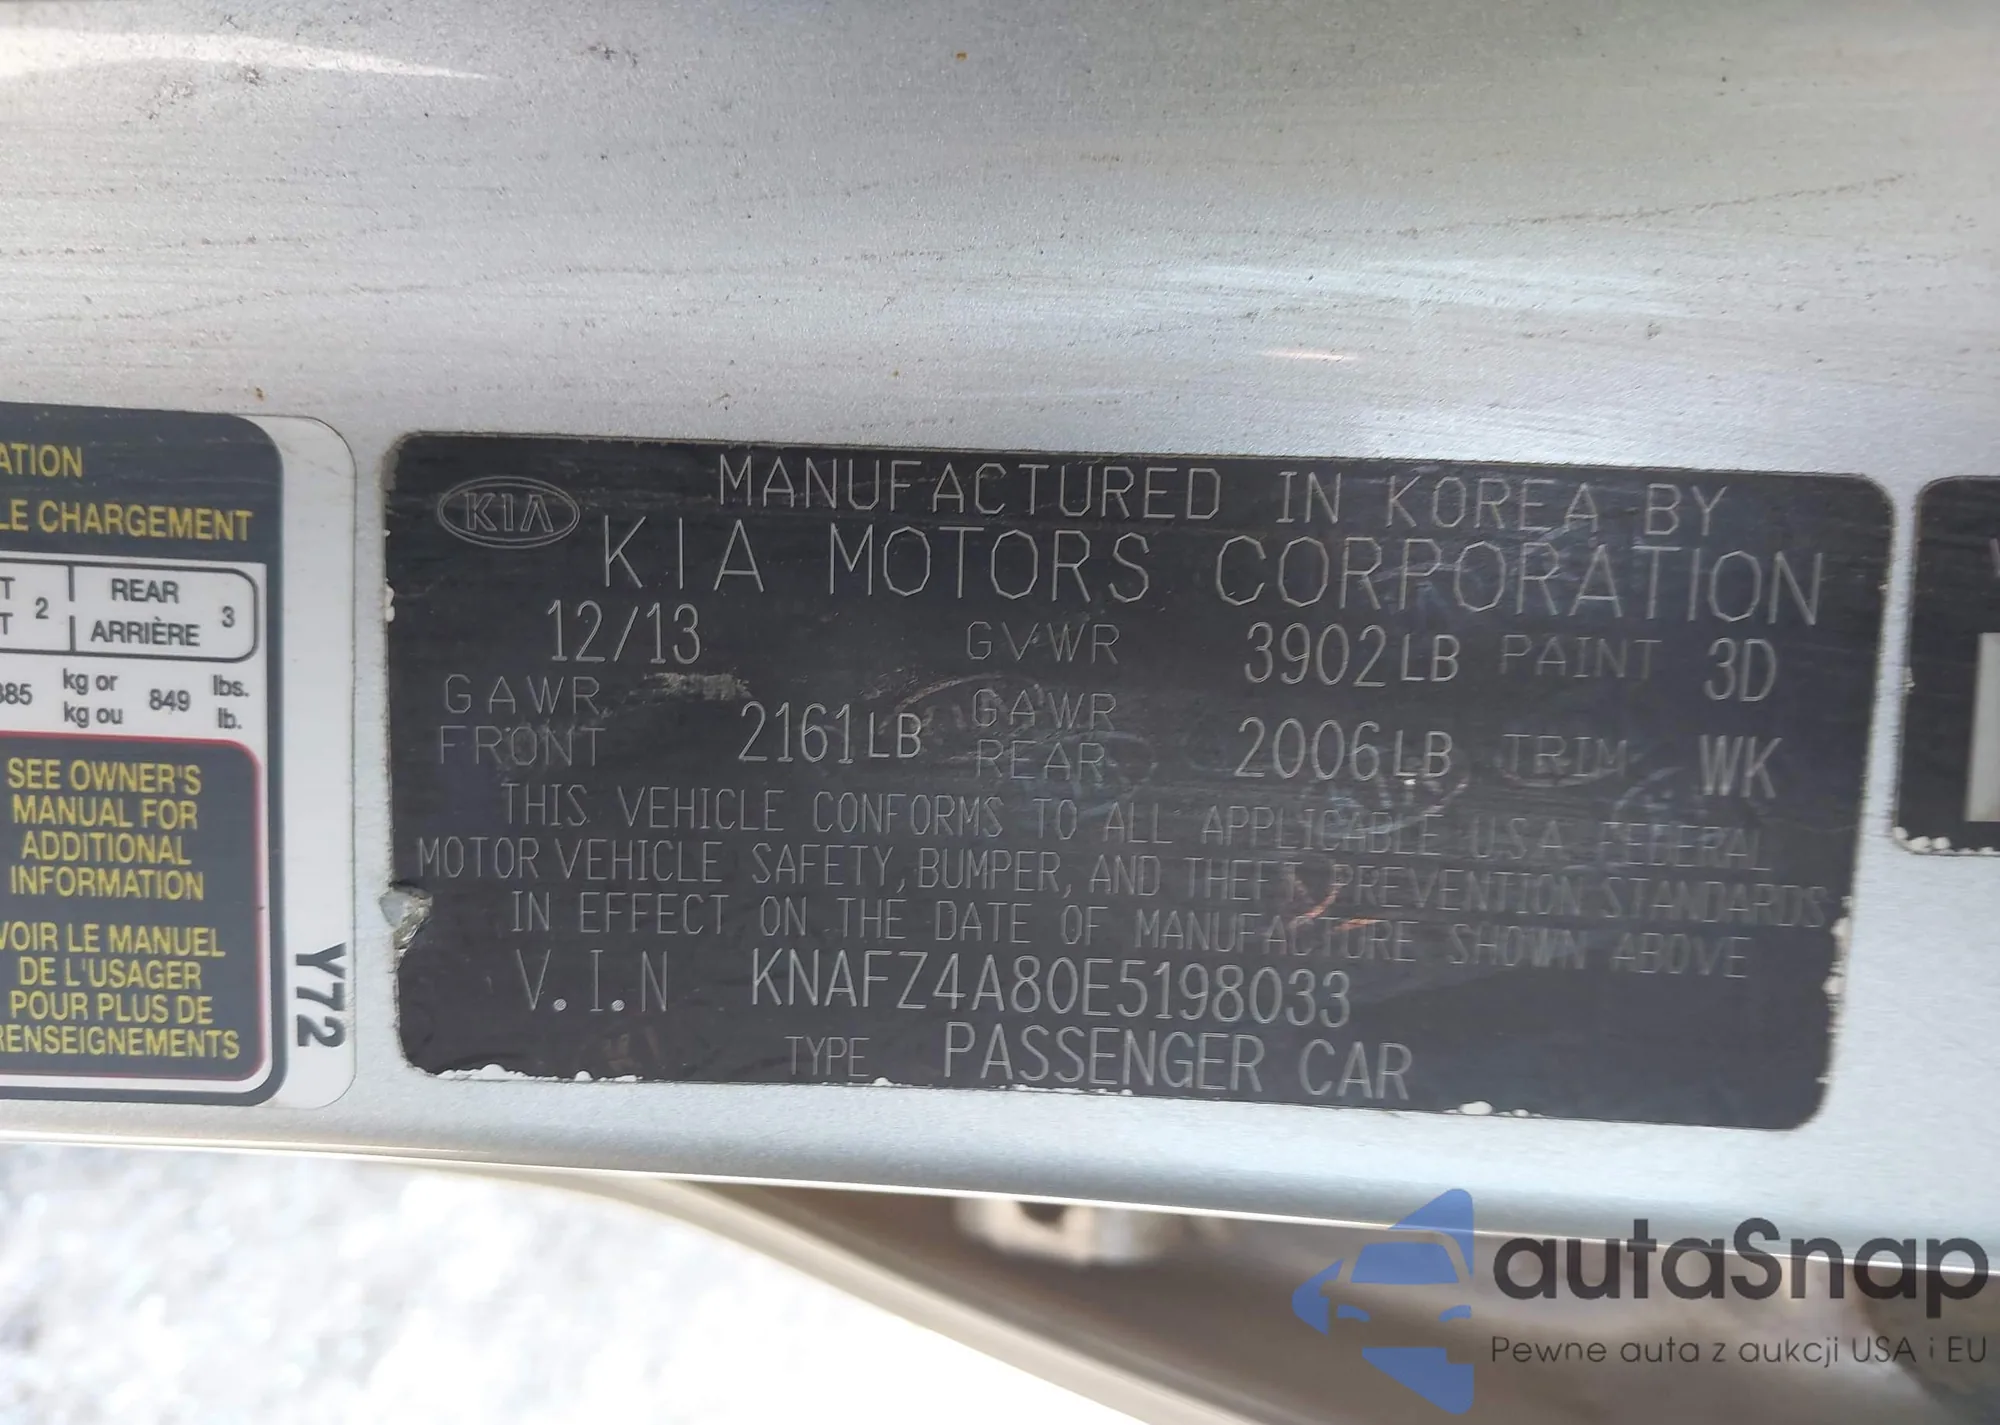 ATION
LE CHARGEMENT
T 2 REAR 3
T ARRIÈRE
385 kg or 849 lbs.
kg ou lb.
SEE OWNER'S
MANUAL FOR
ADDITIONAL
INFORMATION
VOIR LE MANUEL
DE L'USAGER
POUR PLUS DE
RENSEIGNEMENTS
Y72
KIA
MANUFACTURED IN KOREA BY
KIA MOTORS CORPORATION
12/13 GVWR 3902LB PAINT 3D
GAWR FRONT 2161LB GAWR REAR 2006LB TRIM WK
THIS VEHICLE CONFORMS TO ALL APPLICABLE U.S.A. FEDERAL
MOTOR VEHICLE SAFETY, BUMPER, AND THEFT PREVENTION STANDARDS
IN EFFECT ON THE DATE OF MANUFACTURE SHOWN ABOVE
V.I.N KNAFZ4A80E5198033
TYPE PASSENGER CAR
autaSnap
Pewne auta z aukcji USA i EU